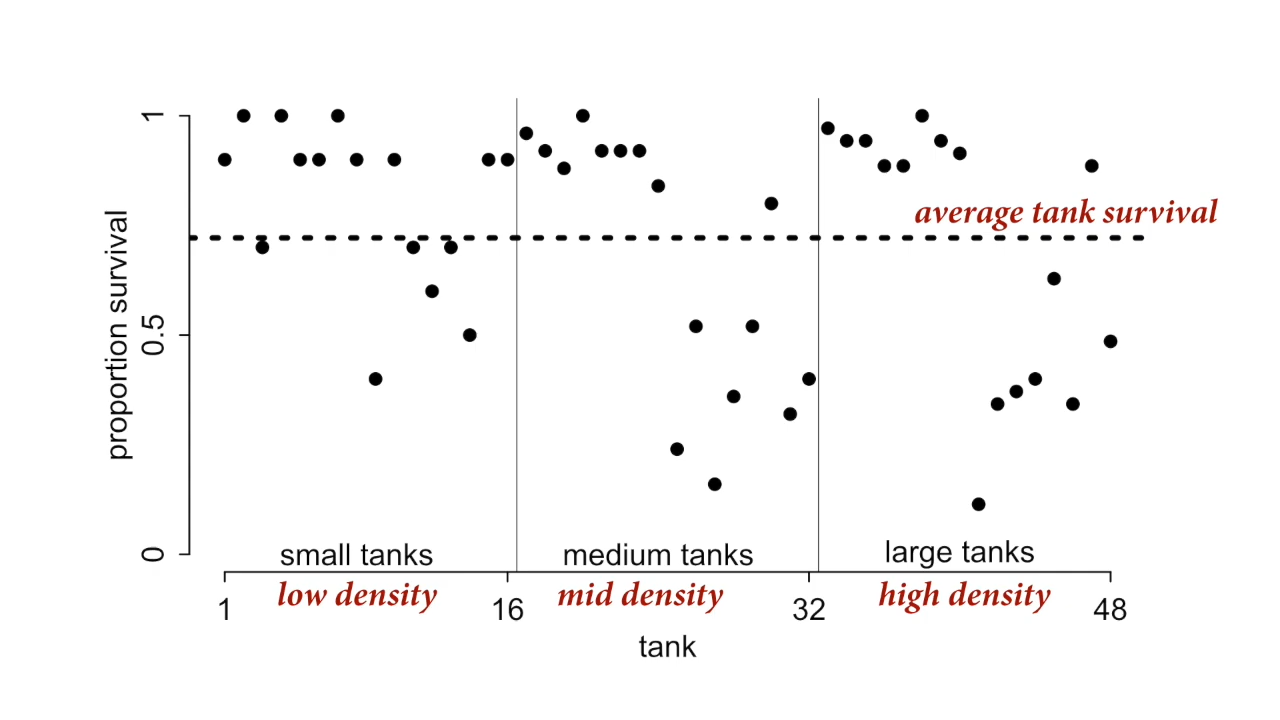 1
average tank survival
0.5
proportion survival
0
small tanks
medium tanks
large tanks
low density
mid density
high density
1
16
32
48
tank